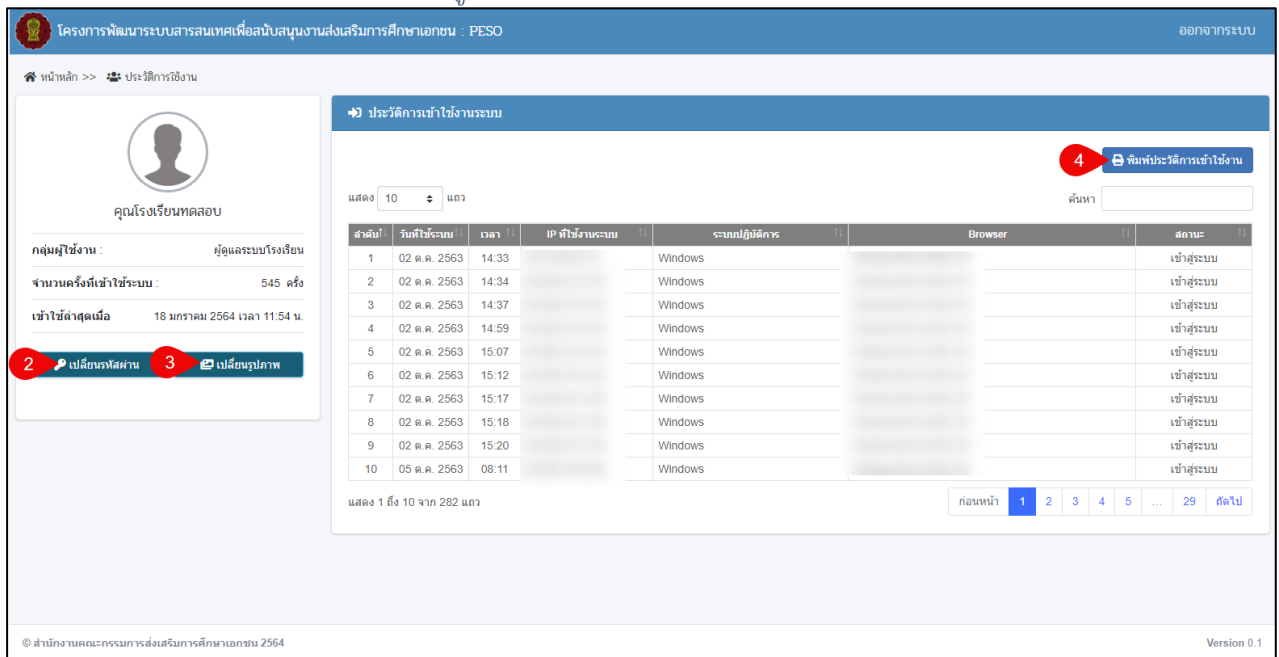 โครงการพัฒนาระบบสารสนเทศเพื่อสนับสนุนงานส่งเสริมการศึกษาเอกชน : PESO
ออกจากระบบ
หน้าหลัก >> ประวัติการใช้งาน
คุณโรงเรียนทดสอบ
กลุ่มผู้ใช้งาน : ผู้ดูแลระบบโรงเรียน
จำนวนครั้งที่เข้าใช้ระบบ : 545 ครั้ง
เข้าใช้ล่าสุดเมื่อ 18 มกราคม 2564 เวลา 11:54 น.
2 เปลี่ยนรหัสผ่าน 3 เปลี่ยนรูปภาพ
ประวัติการเข้าใช้งานระบบ
4 พิมพ์ประวัติการเข้าใช้งาน
แสดง 10 แถว ค้นหา
ลำดับ วันที่ใช้ระบบ เวลา IP ที่ใช้งานระบบ ระบบปฏิบัติการ Browser สถานะ
1 02 ต.ค. 2563 14:33 Windows เข้าสู่ระบบ
2 02 ต.ค. 2563 14:34 Windows เข้าสู่ระบบ
3 02 ต.ค. 2563 14:37 Windows เข้าสู่ระบบ
4 02 ต.ค. 2563 14:59 Windows เข้าสู่ระบบ
5 02 ต.ค. 2563 15:07 Windows เข้าสู่ระบบ
6 02 ต.ค. 2563 15:12 Windows เข้าสู่ระบบ
7 02 ต.ค. 2563 15:17 Windows เข้าสู่ระบบ
8 02 ต.ค. 2563 15:18 Windows เข้าสู่ระบบ
9 02 ต.ค. 2563 15:20 Windows เข้าสู่ระบบ
10 05 ต.ค. 2563 08:11 Windows เข้าสู่ระบบ
แสดง 1 ถึง 10 จาก 282 แถว
ก่อนหน้า 1 2 3 4 5 ... 29 ถัดไป
© สำนักงานคณะกรรมการส่งเสริมการศึกษาเอกชน 2564
Version 0.1